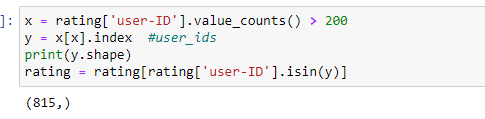 ]: x = rating['user-ID'].value_counts() > 200
y = x[x].index  #user_ids
print(y.shape)
rating = rating[rating['user-ID'].isin(y)]
(815,)